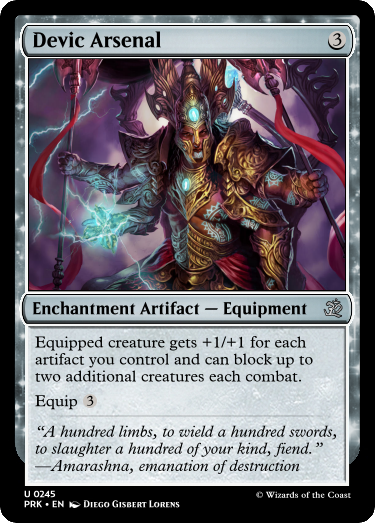 Devic Arsenal 3
Enchantment Artifact — Equipment
Equipped creature gets +1/+1 for each
artifact you control and can block up to
two additional creatures each combat.
Equip 3
“A hundred limbs, to wield a hundred swords,
to slaughter a hundred of your kind, fiend.”
—Amarashna, emanation of destruction
U 0245
PRK • EN Diego Gisbert Lorens © Wizards of the Coast